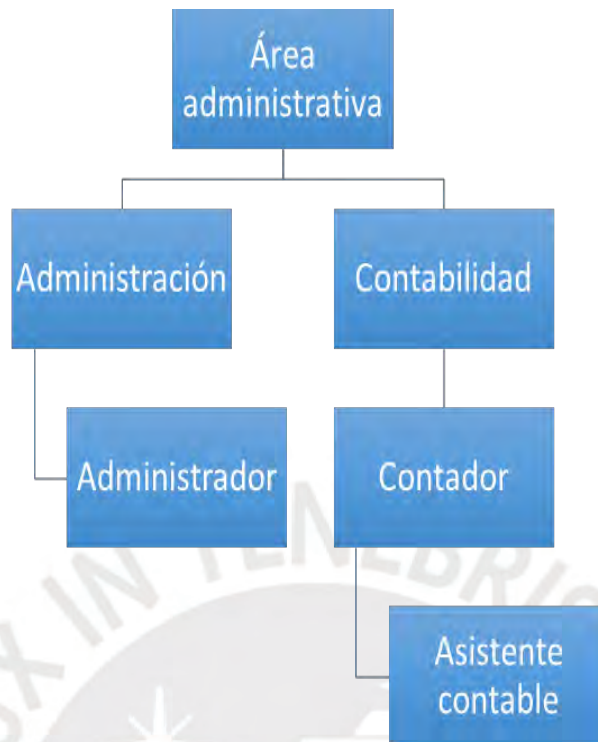 Área
administrativa
Administración
Contabilidad
Administrador
Contador
Asistente
contable